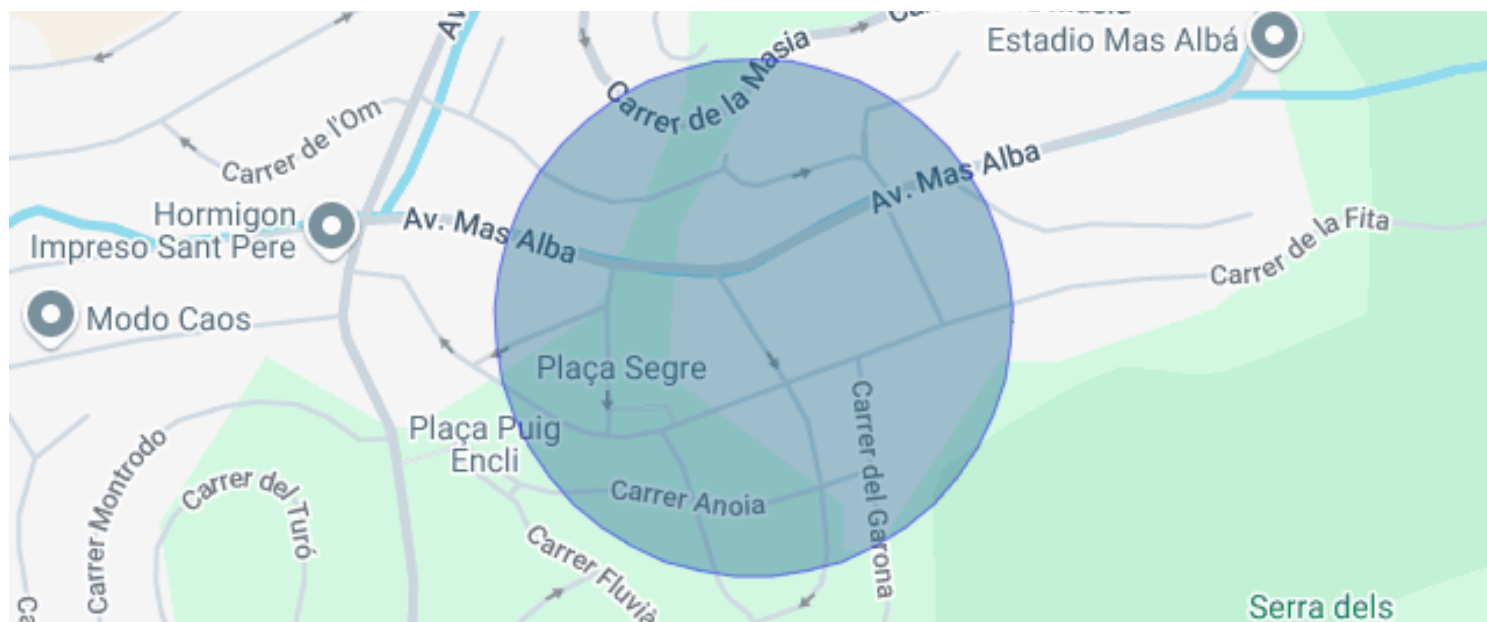 Estadio Mas Albá
Carrer de la Masia
Carrer de l'Om
Av. Mas Alba
Hormigon
Impreso Sant Pere
Av. Mas Alba
Carrer de la Fita
Modo Caos
Plaça Segre
Plaça Puig
Encli
Carrer Montrodo
Carrer del Turó
Carrer Anoia
Carrer del Garona
Carrer Fluvià
Serra dels